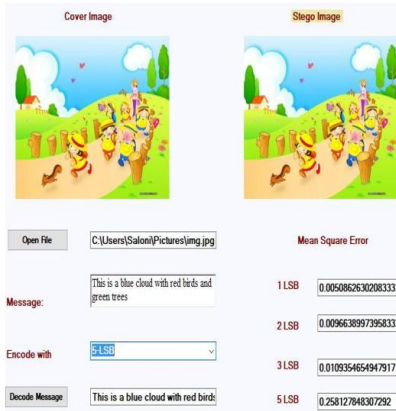 Cover Image
Stego Image
Open File
C:\Users\Saloni\Pictures\img.jpg
Mean Square Error
Message:
This is a blue cloud with red birds and
green trees
1 LSB
0.0050862630208333
2 LSB
0.0096638997395833
Encode with
5-LSB
3 LSB
0.0109354654947917
Decode Message
This is a blue cloud with red birds
5 LSB
0.258127848307292